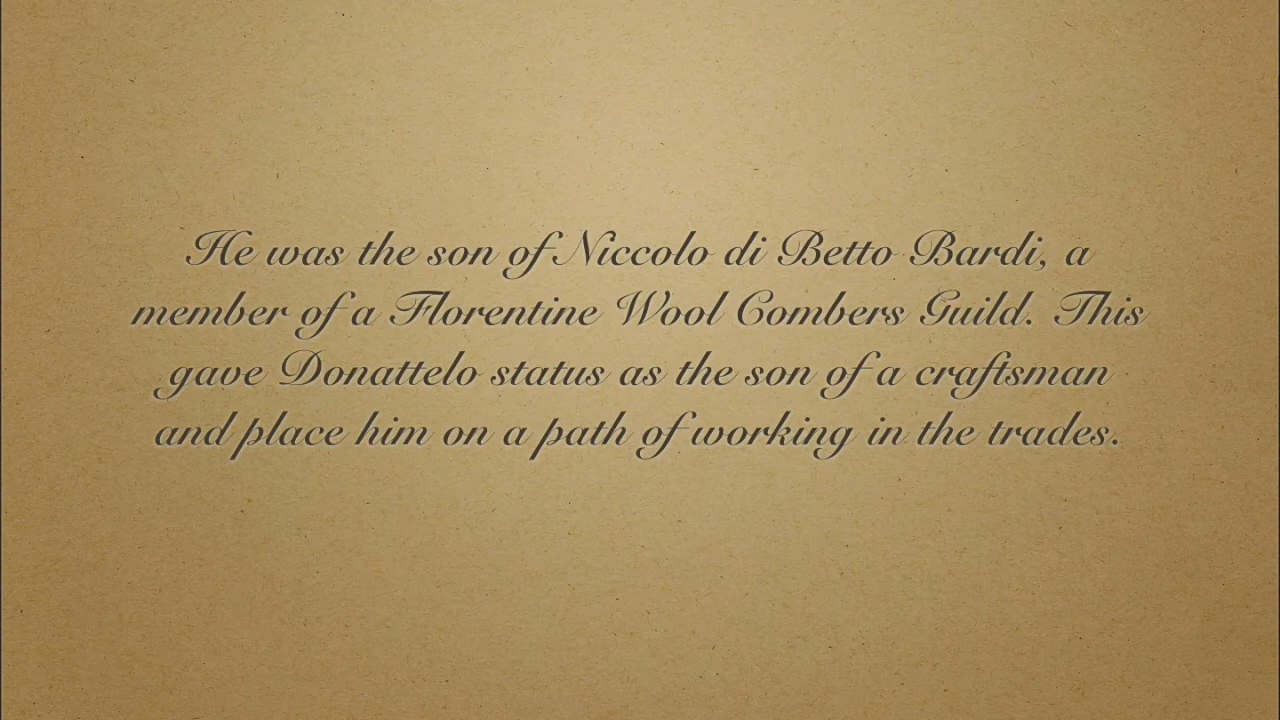 He was the son of Niccolo di Betto Bardi, a
member of a Florentine Wool Combers Guild. This
gave Donattelo status as the son of a craftsman
and place him on a path of working in the trades.